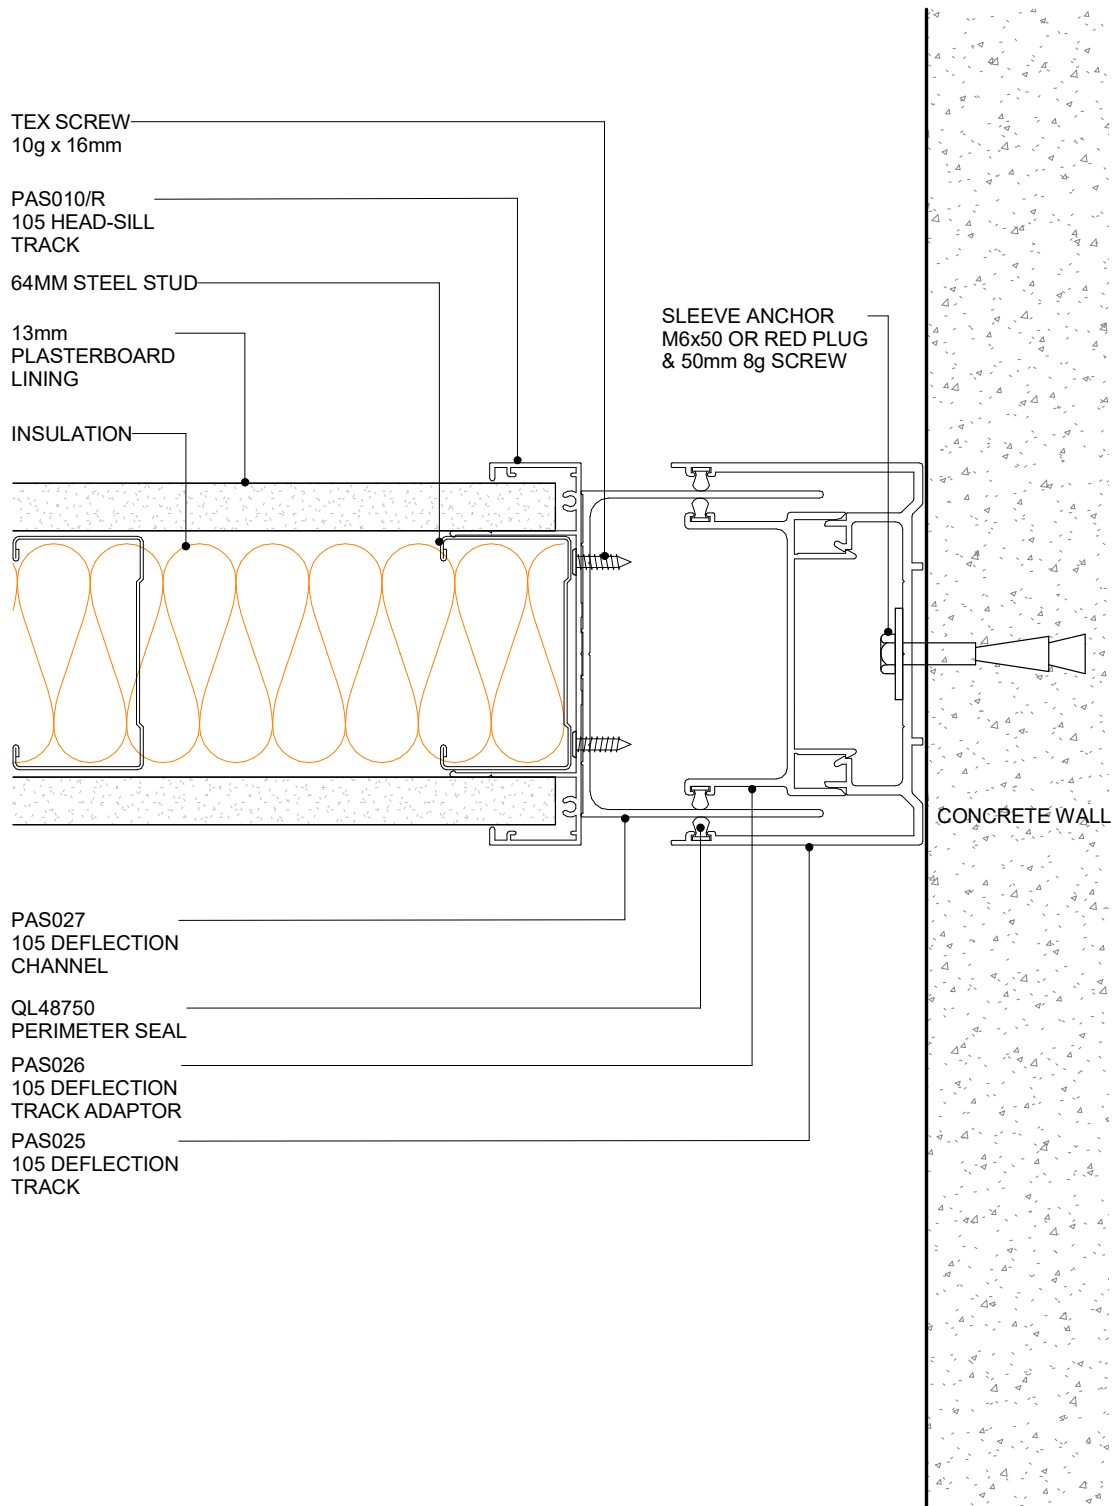 TEX SCREW
10g x 16mm
PAS010/R
105 HEAD-SILL
TRACK
64MM STEEL STUD
13mm
PLASTERBOARD
LINING
INSULATION
SLEEVE ANCHOR
M6x50 OR RED PLUG
& 50mm 8g SCREW
CONCRETE WALL
PAS027
105 DEFLECTION
CHANNEL
QL48750
PERIMETER SEAL
PAS026
105 DEFLECTION
TRACK ADAPTOR
PAS025
105 DEFLECTION
TRACK